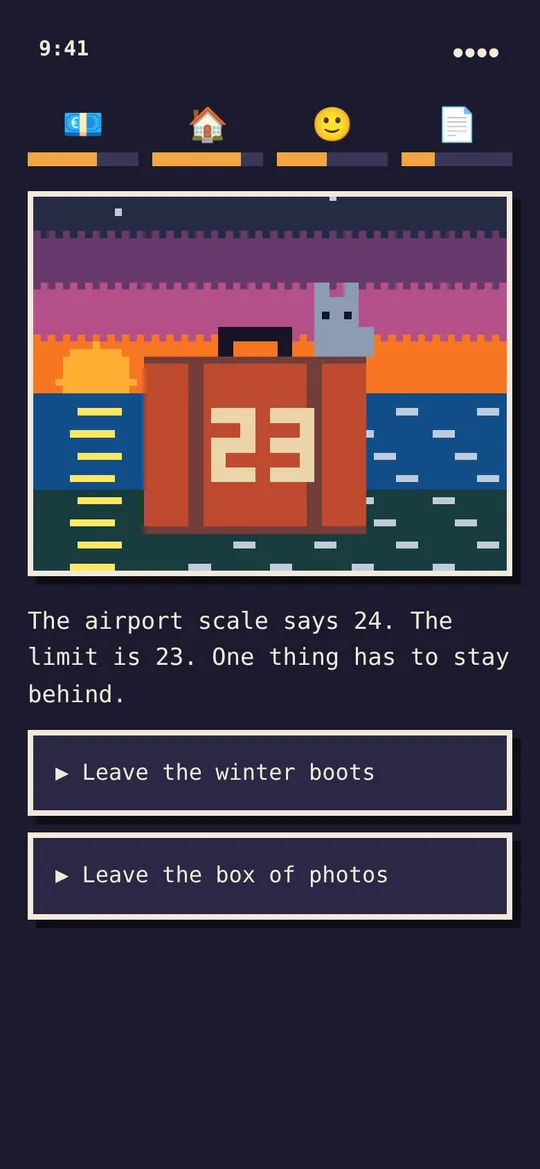 9:41
23
The airport scale says 24. The
limit is 23. One thing has to stay
behind.
▶ Leave the winter boots
▶ Leave the box of photos